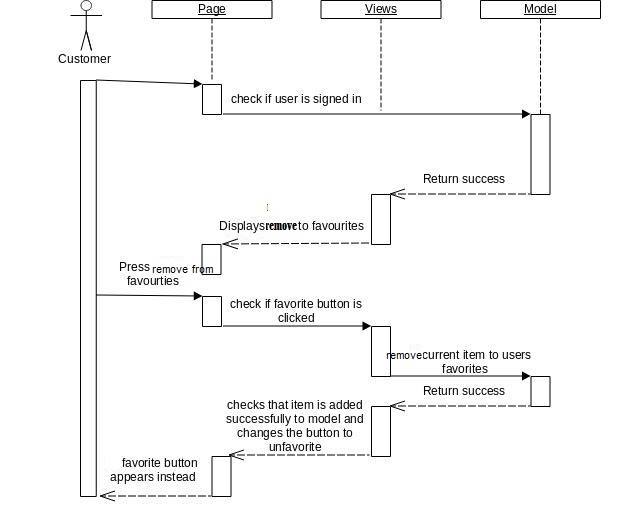 Page
Views
Model
Customer
check if user is signed in
Return success
Displays remove to favourites
Press remove from
favourties
check if favorite button is
clicked
remove current item to users
favorites
Return success
checks that item is added
successfully to model and
changes the button to
unfavorite
favorite button
appears instead